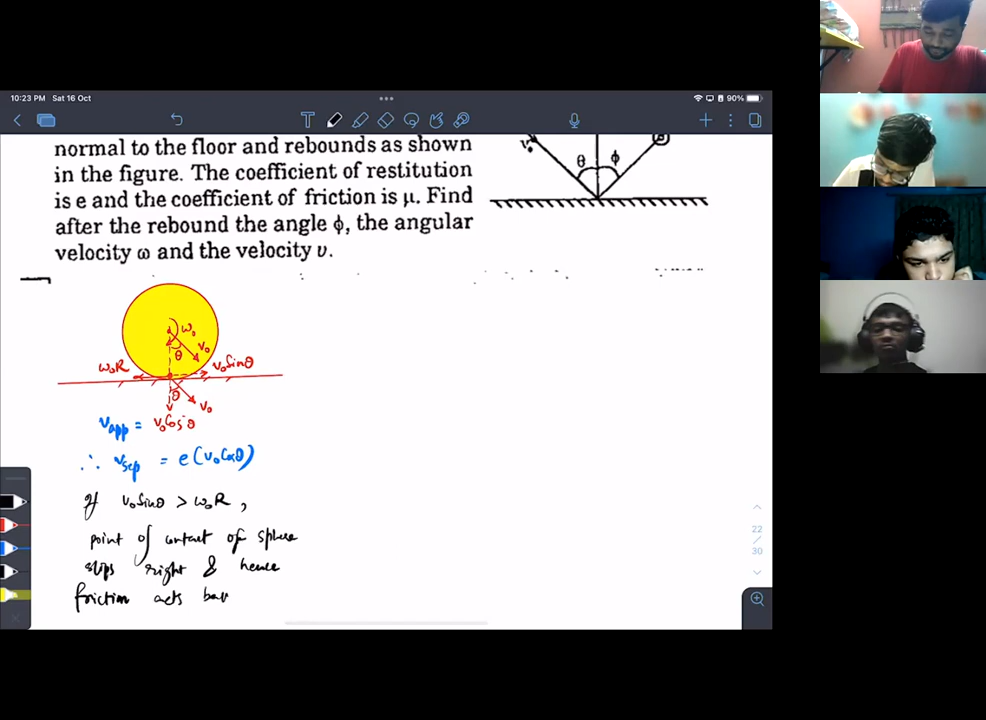 10:23 PM Sat 16 Oct
90%
T
normal to the floor and rebounds as shown
in the figure. The coefficient of restitution
is e and the coefficient of friction is μ. Find
after the rebound the angle ϕ, the angular
velocity ω and the velocity υ.
v₀
θ ϕ
ω₀
θ v₀
ω₀R v₀sinθ
θ v₀
v_app = v₀Cosθ
∴ v_sep = e(v₀Cosθ)
If v₀sinθ > ω₀R,
point of contact of sphere
slips right & hence
friction acts bac
22
/
30